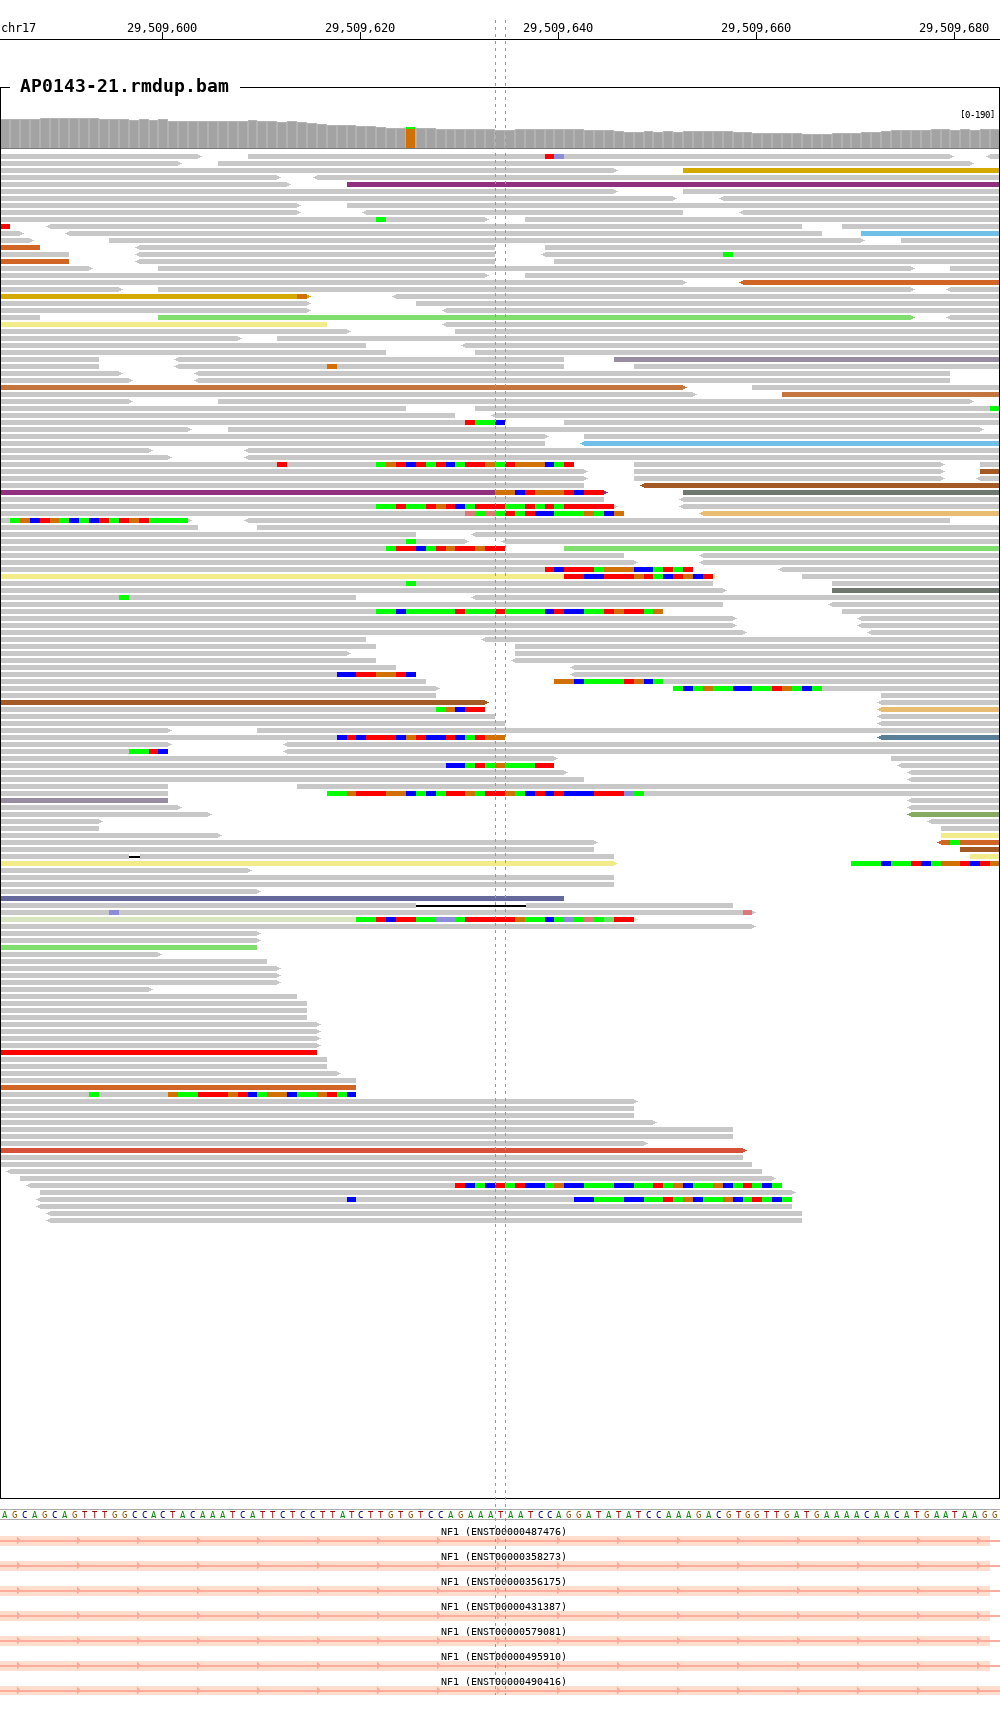 chr17 29,509,600 29,509,620 29,509,640 29,509,660 29,509,680
AP0143-21.rmdup.bam
[0-190]
AGCAGCAGTTTGGCCACTACAAATCATTCTCCTTATCTTGTGTCCAGAAATAATCCAGGATATATCCAAAGACGTGGTTGATGAAAACAACATGAATAAGG
NF1 (ENST00000487476)
NF1 (ENST00000358273)
NF1 (ENST00000356175)
NF1 (ENST00000431387)
NF1 (ENST00000579081)
NF1 (ENST00000495910)
NF1 (ENST00000490416)